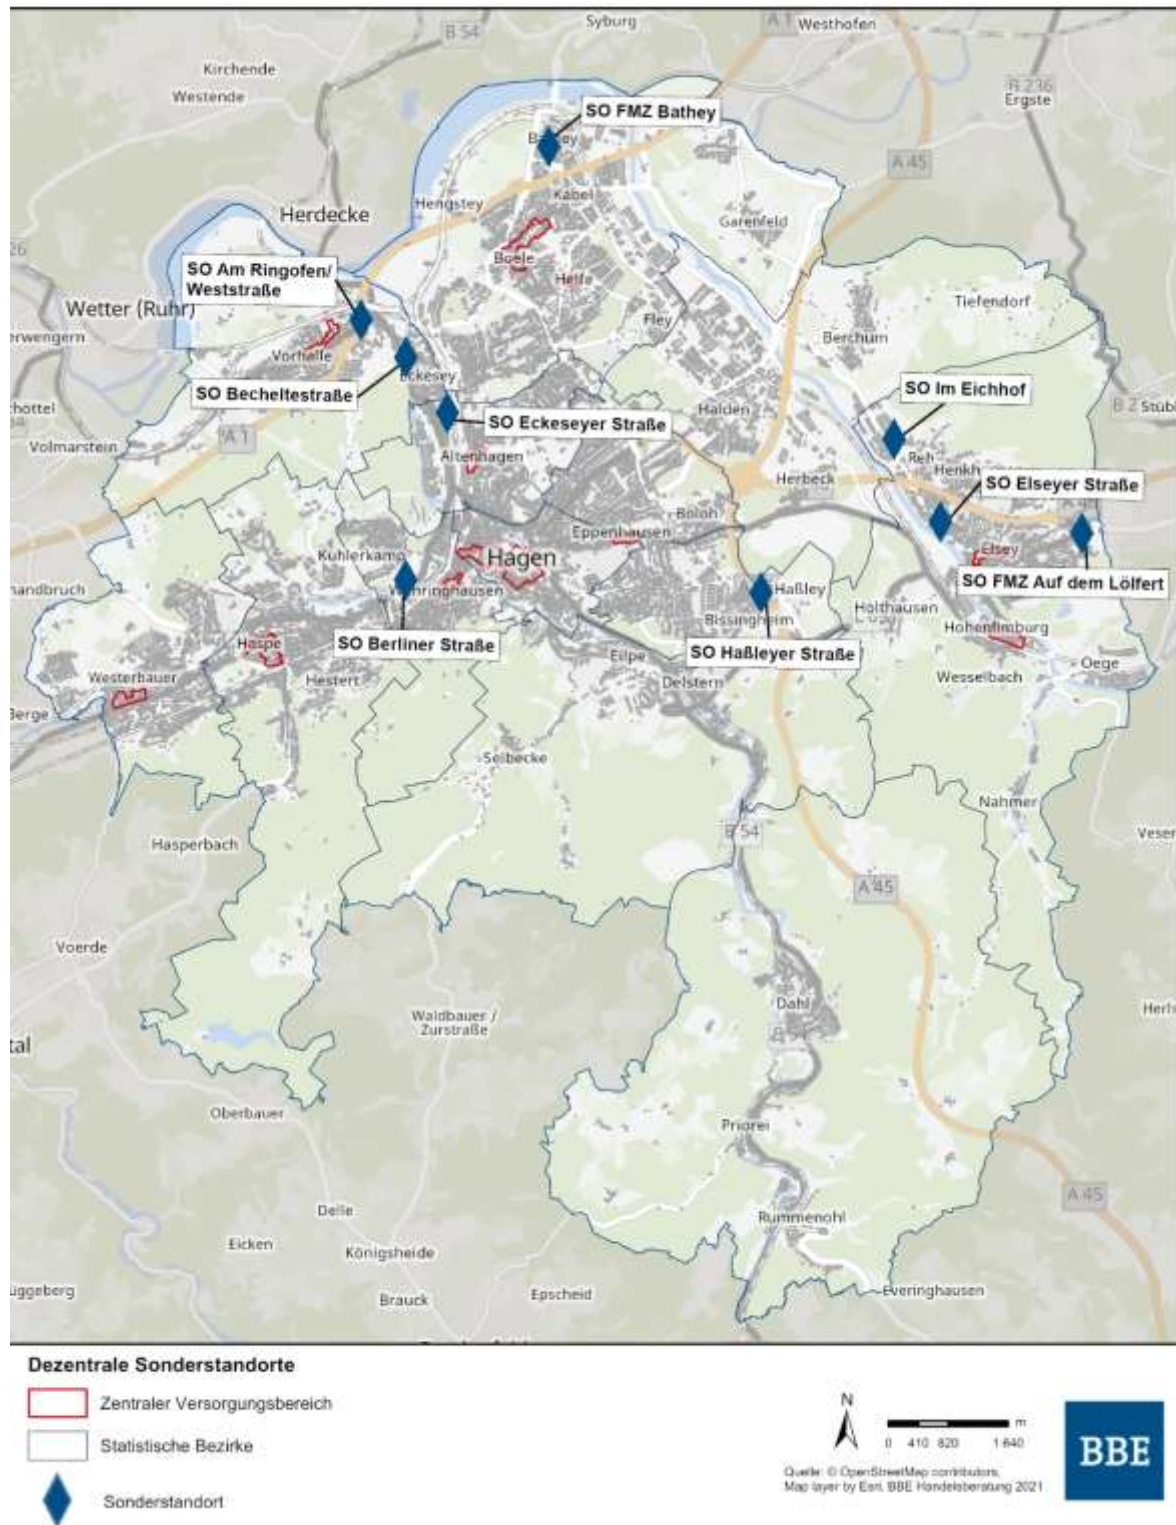 Syburg
A 1
Westhofen
B 54
Kirchende
Westende
B 236
Ergste
SO FMZ Bathey
A 45
Kabel
Hengstey
Herdecke
Garenfeld
Boele
Helfe
SO Am Ringofen/
Weststraße
Wetter (Ruhr)
Tiefendorf
Fley
Berchum
Vorhalle
Eckesey
SO Becheltestraße
SO Im Eichhof
Halden
SO Eckeseyer Straße
A 1
Volmarstein
Altenhagen
Reh
Henkh
Herbeck
SO Elseyer Straße
Boloh
Eppenhausen
Kuhlerkamp
Hagen
Elsey
SO FMZ Auf dem Lölfert
Wehringhausen
Haßley
Holthausen
Bissingheim
Hohenlimburg
SO Berliner Straße
Haspe
SO Haßleyer Straße
Eilpe
Oege
Westerbauer
Hestert
Delstern
Wesselbach
Berge
Selbecke
Nahmer
B 54
Hasperbach
A 45
Voerde
Dahl
Waldbauer /
Zurstraße
tal
Oberbauer
Priorei
A 45
Delle
Rummenohl
Eicken
Königsheide
Everinghausen
üggeberg
Brauck
Epscheid
Dezentrale Sonderstandorte
Zentraler Versorgungsbereich
Statistische Bezirke
Sonderstandort
N
m
0 410 820 1 640
Quelle: © OpenStreetMap contributors,
Map layer by Esri, BBE Handelsberatung 2021
BBE